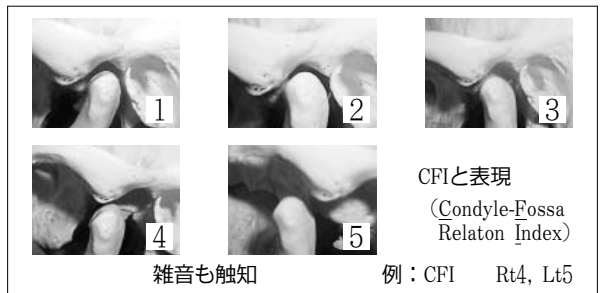 1
2
3
4
5
CFIと表現
(Condyle-Fossa
Relaton Index)
雑音も触知
例：CFI Rt4, Lt5